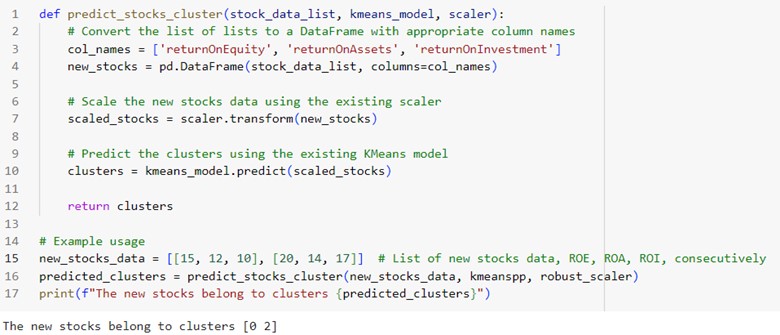 1 def predict_stocks_cluster(stock_data_list, kmeans_model, scaler):
2     # Convert the list of lists to a DataFrame with appropriate column names
3     col_names = ['returnOnEquity', 'returnOnAssets', 'returnOnInvestment']
4     new_stocks = pd.DataFrame(stock_data_list, columns=col_names)
5
6     # Scale the new stocks data using the existing scaler
7     scaled_stocks = scaler.transform(new_stocks)
8
9     # Predict the clusters using the existing KMeans model
10     clusters = kmeans_model.predict(scaled_stocks)
11
12     return clusters
13
14 # Example usage
15 new_stocks_data = [[15, 12, 10], [20, 14, 17]]  # List of new stocks data, ROE, ROA, ROI, consecutively
16 predicted_clusters = predict_stocks_cluster(new_stocks_data, kmeanspp, robust_scaler)
17 print(f"The new stocks belong to clusters {predicted_clusters}")
The new stocks belong to clusters [0 2]